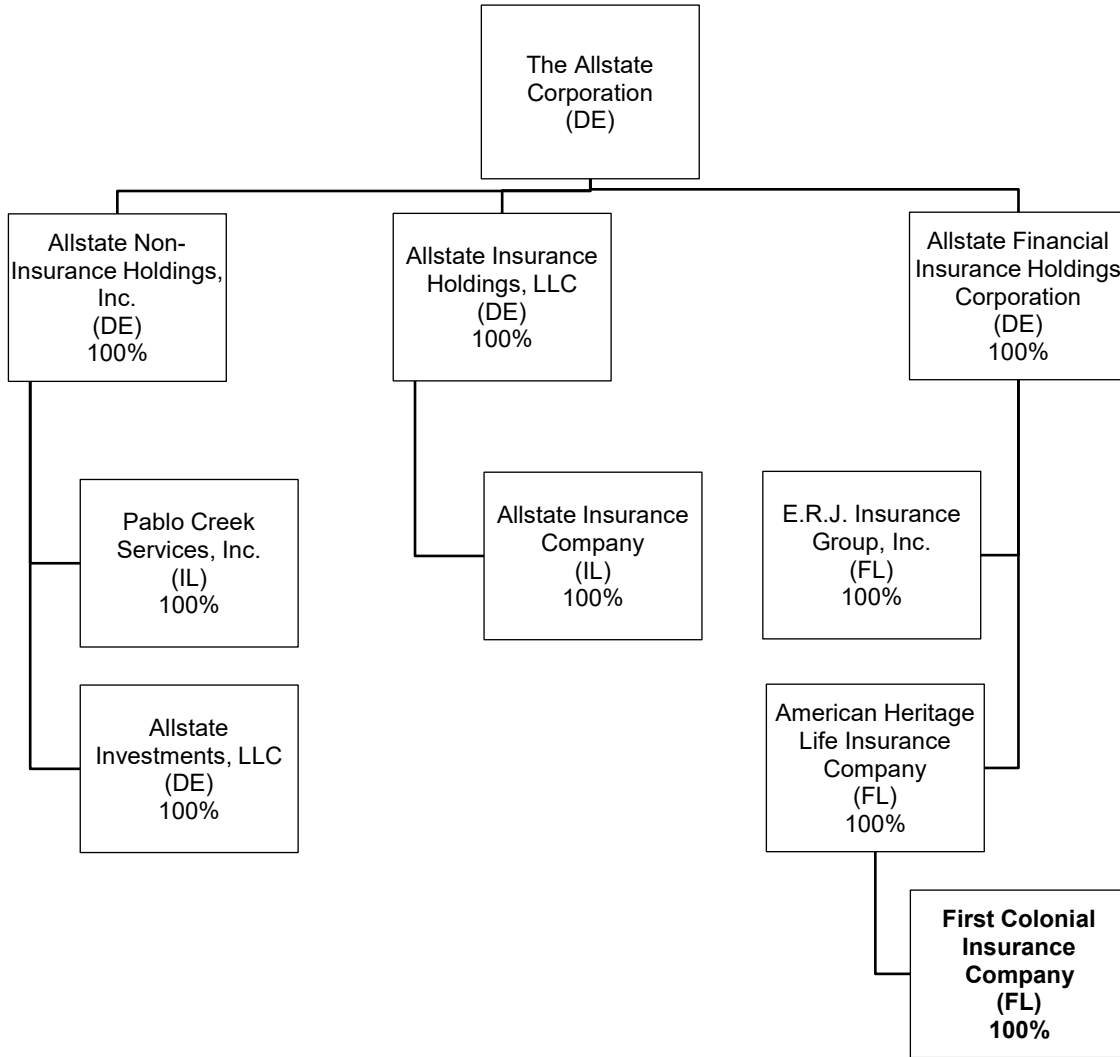 The Allstate
Corporation
(DE)
Allstate Non-
Insurance Holdings,
Inc.
(DE)
100%
Allstate Insurance
Holdings, LLC
(DE)
100%
Allstate Financial
Insurance Holdings
Corporation
(DE)
100%
Pablo Creek
Services, Inc.
(IL)
100%
Allstate Insurance
Company
(IL)
100%
E.R.J. Insurance
Group, Inc.
(FL)
100%
Allstate
Investments, LLC
(DE)
100%
American Heritage
Life Insurance
Company
(FL)
100%
First Colonial
Insurance
Company
(FL)
100%